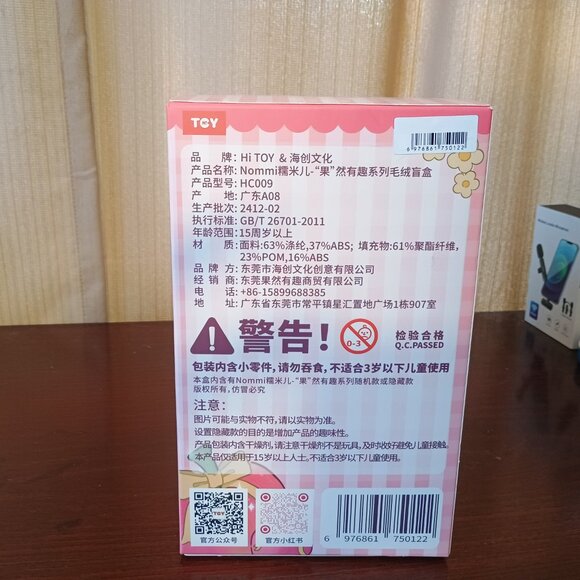 TOY
6 976861 750122
品 牌: Hi TOY & 海创文化
产品名称: Nommi糯米儿-“果”然有趣系列毛绒盲盒
产品型号: HC009
产 地: 广东A08
生产批次: 2412-02
执行标准: GB/T 26701-2011
年龄范围: 15周岁以上
材 质: 面料:63%涤纶,37%ABS; 填充物:61%聚酯纤维,
23%POM,16%ABS
品 牌 方: 东莞市海创文化创意有限公司
经 销 商: 东莞果然有趣商贸有限公司
电 话: +86-15899688385
地 址: 广东省东莞市常平镇星汇置地广场1栋907室
警告!
0-3
检验合格
Q.C.PASSED
包装内含小零件, 请勿吞食, 不适合3岁以下儿童使用
本盒内含有Nommi糯米儿-“果”然有趣系列随机款或隐藏款
版权所有, 仿冒必究
注意:
图片可能与实物不符, 请以实物为准。
设置隐藏款的目的是增加产品的趣味性。
产品包装内含干燥剂, 请注意干燥剂不是玩具, 及时收好避免儿童接触。
本产品仅适用于15岁以上人士, 不适合3岁以下儿童使用。
TOY
官方公众号
官方小红书
6 976861 750122